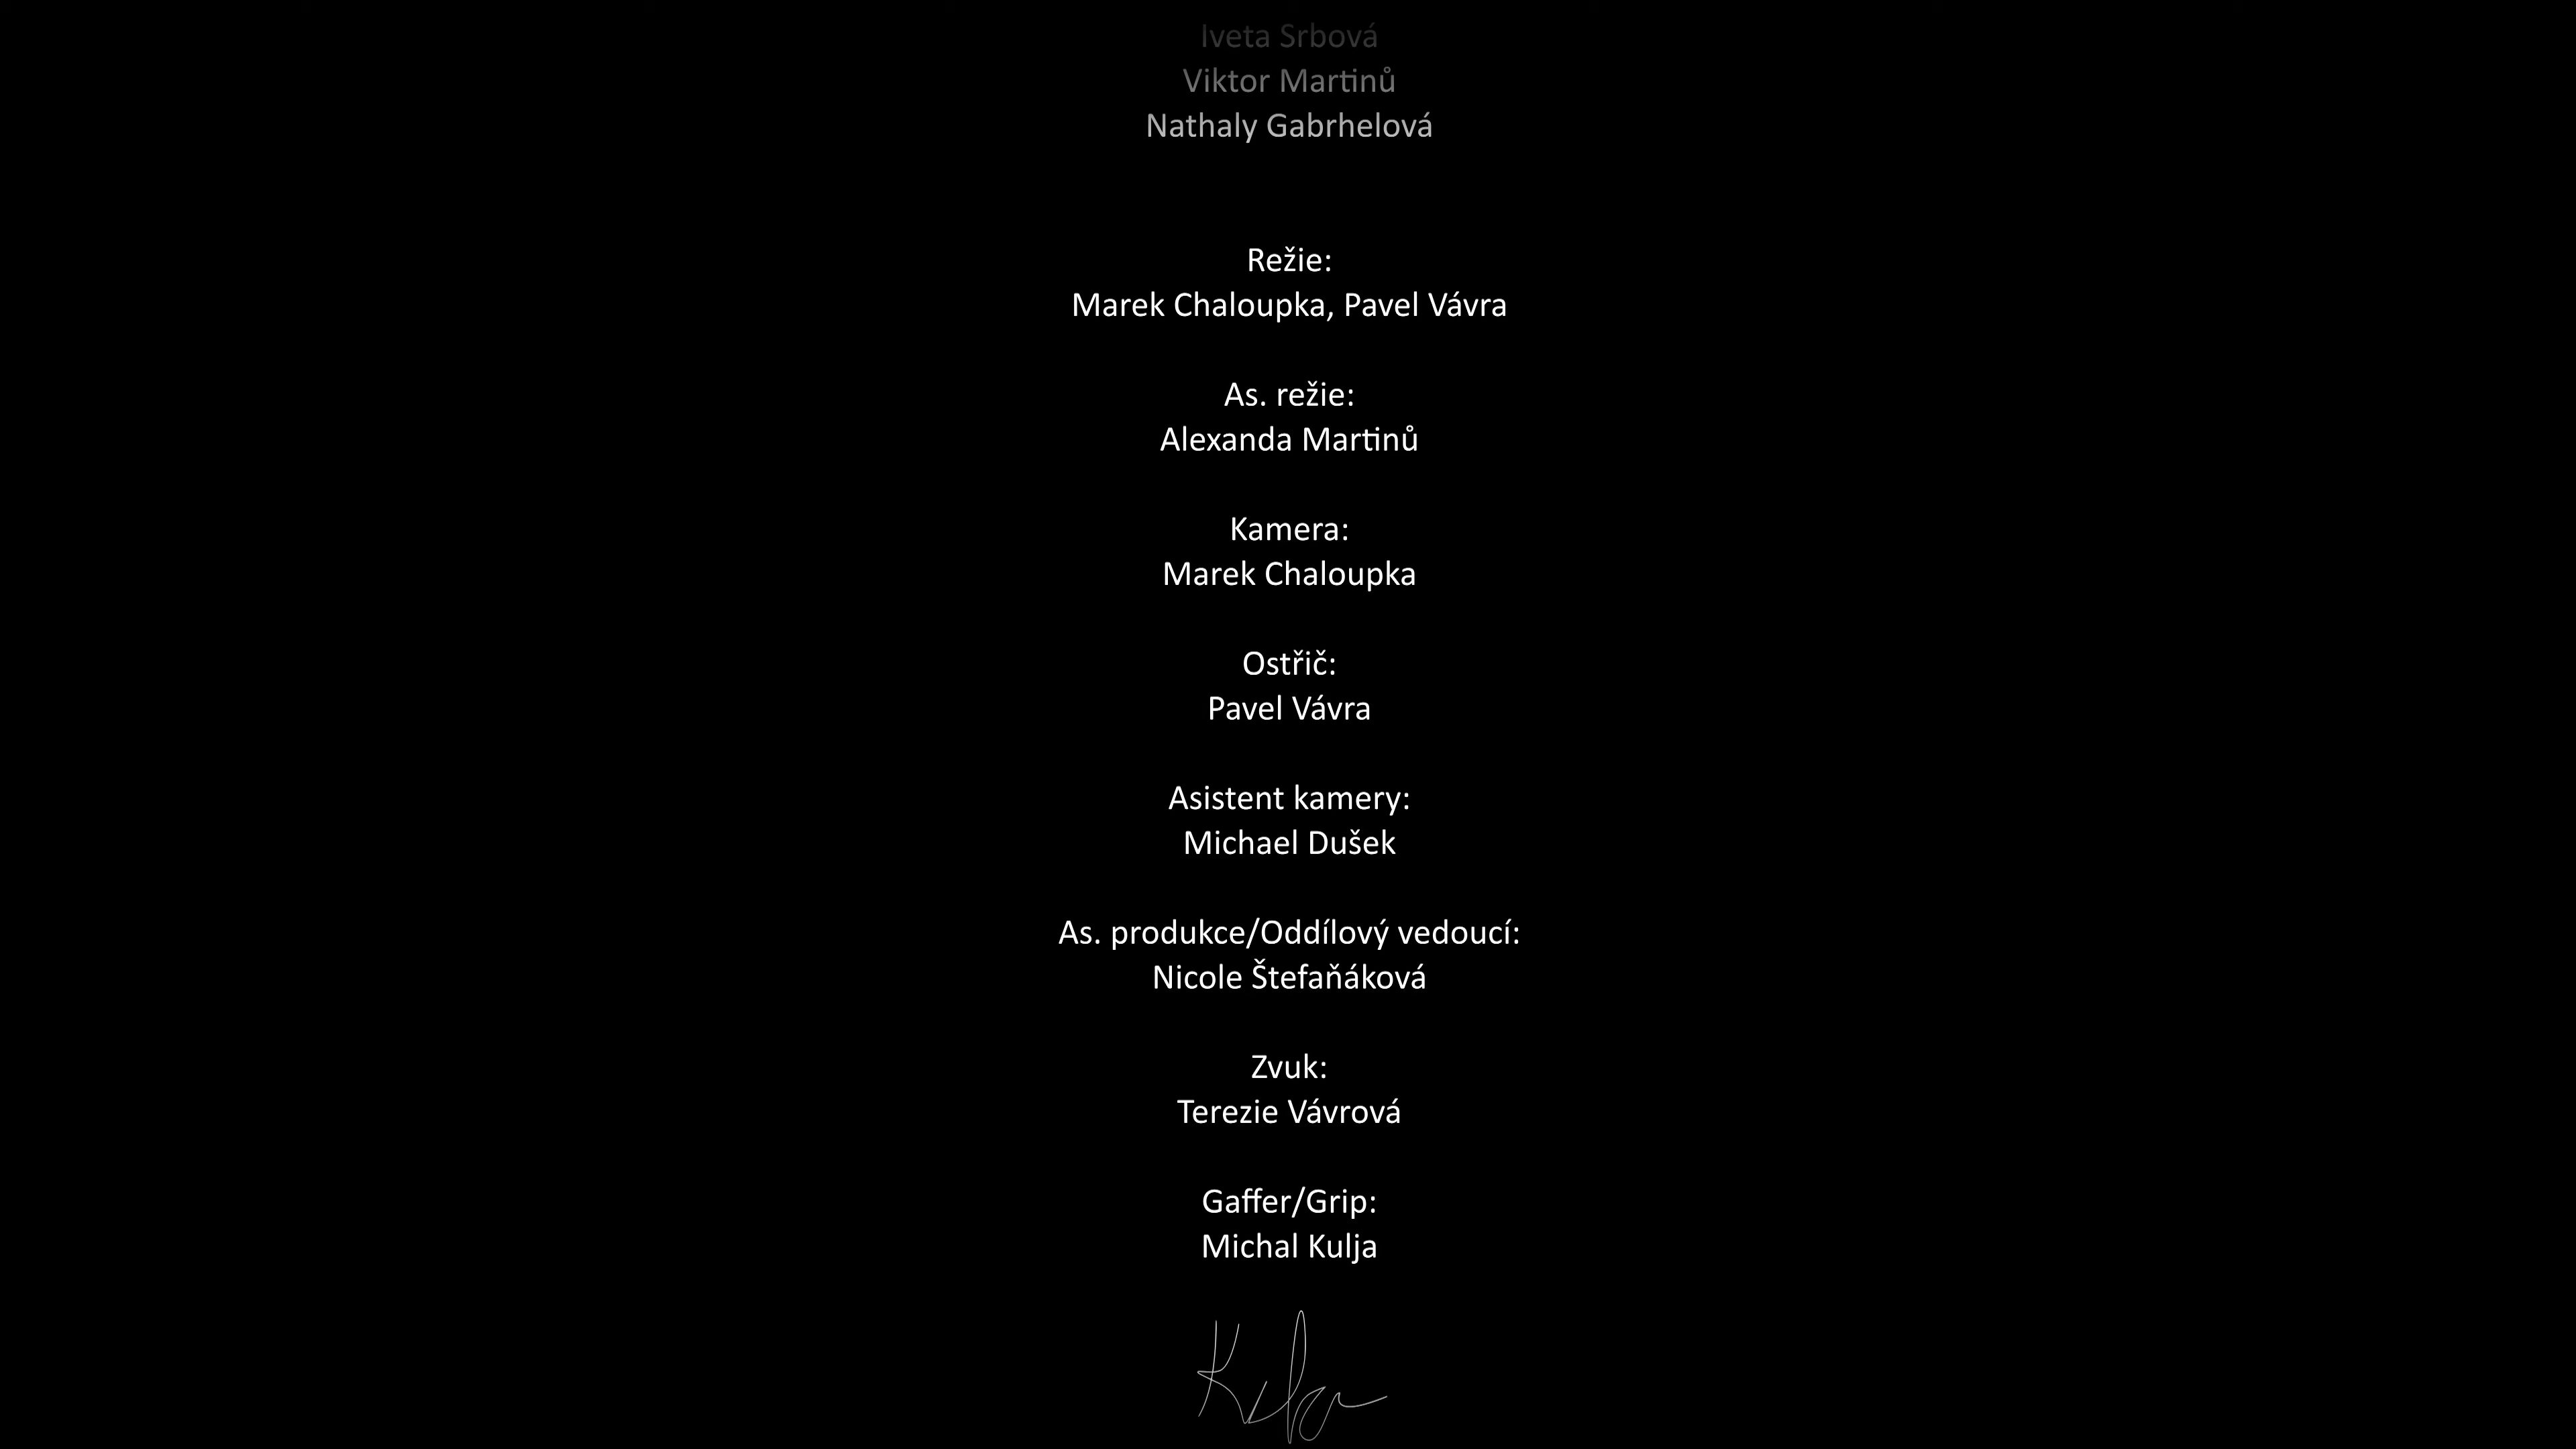 Iveta Srbová
Viktor Martinů
Nathaly Gabrhelová
Režie:
Marek Chaloupka, Pavel Vávra
As. režie:
Alexanda Martinů
Kamera:
Marek Chaloupka
Ostřič:
Pavel Vávra
Asistent kamery:
Michael Dušek
As. produkce/Oddílový vedoucí:
Nicole Štefaňáková
Zvuk:
Terezie Vávrová
Gaffer/Grip:
Michal Kulja